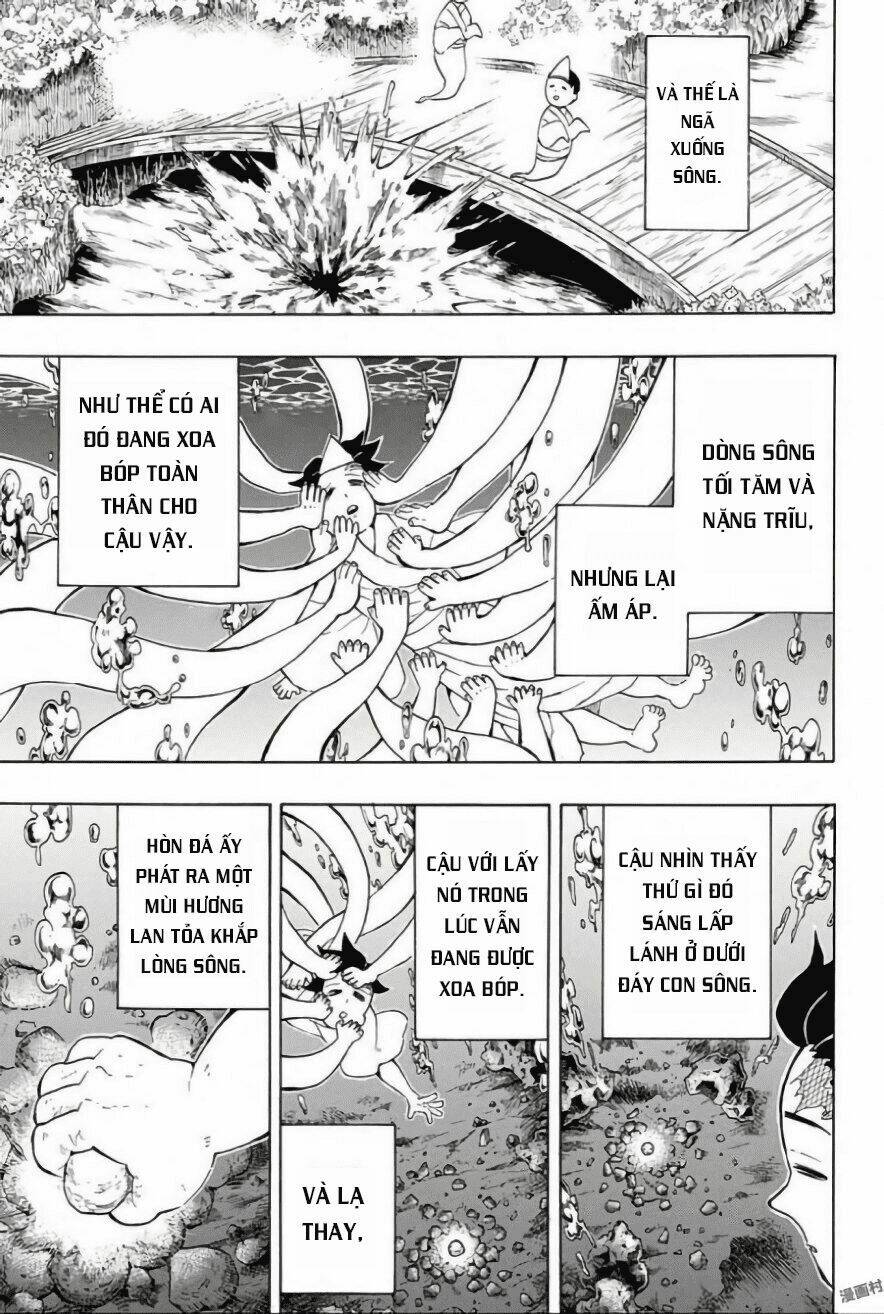 VÀ THẾ LÀ
NGÃ
XUỐNG
SÔNG.
DÒNG SÔNG
TỐI TĂM VÀ
NẶNG TRĨU,
NHƯNG LẠI
ẤM ÁP.
NHƯ THỂ CÓ AI
ĐÓ ĐANG XOA
BÓP TOÀN
THÂN CHO
CẬU VẬY.
CẬU NHÌN THẤY
THỨ GÌ ĐÓ
SÁNG LẤP
LÁNH Ở DƯỚI
ĐÁY CON SÔNG.
CẬU VỚI LẤY
NÓ TRONG
LÚC VẪN
ĐANG ĐƯỢC
XOA BÓP.
VÀ LẠ
THAY,
HÒN ĐÁ ẤY
PHÁT RA MỘT
MÙI HƯƠNG
LAN TỎA KHẮP
LÒNG SÔNG.
漫画村